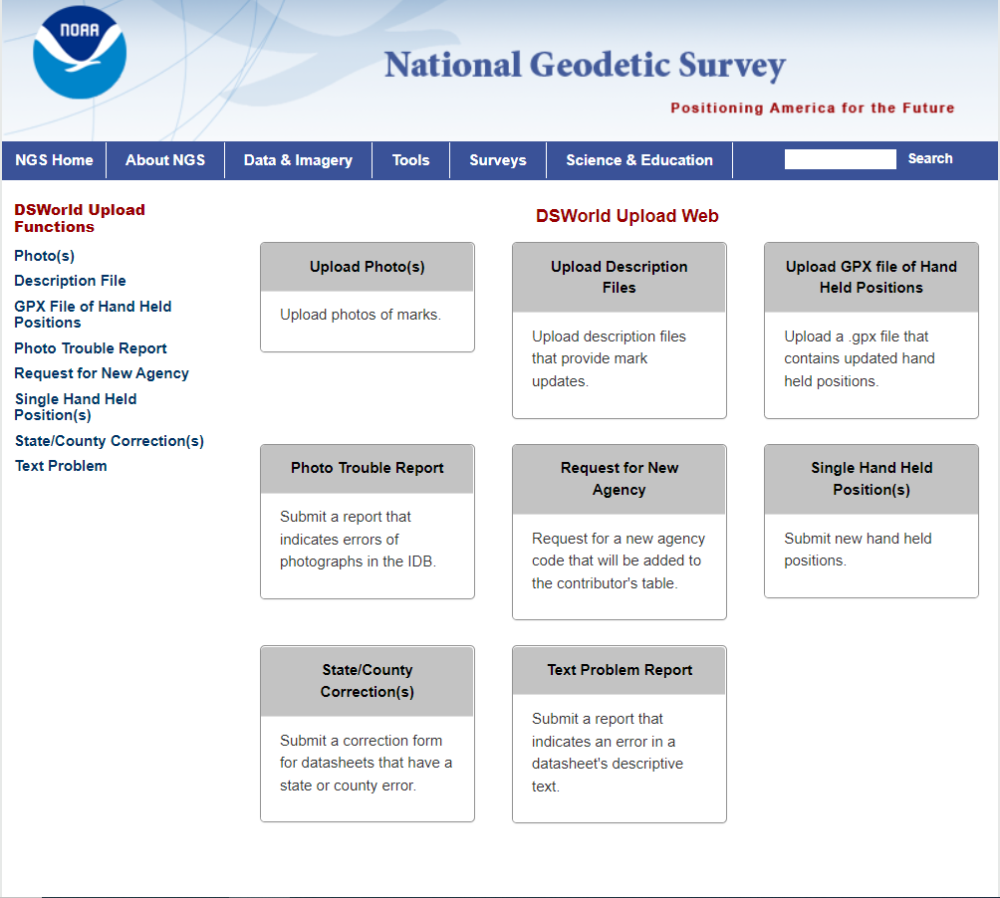 NOAA
National Geodetic Survey
Positioning America for the Future
NGS Home
About NGS
Data & Imagery
Tools
Surveys
Science & Education
Search
DSWorld Upload
Functions
Photo(s)
Description File
GPX File of Hand Held
Positions
Photo Trouble Report
Request for New Agency
Single Hand Held
Position(s)
State/County Correction(s)
Text Problem
DSWorld Upload Web
Upload Photo(s)
Upload photos of marks.
Upload Description
Files
Upload description files
that provide mark
updates.
Upload GPX file of Hand
Held Positions
Upload a .gpx file that
contains updated hand
held positions.
Photo Trouble Report
Submit a report that
indicates errors of
photographs in the IDB.
Request for New
Agency
Request for a new agency
code that will be added to
the contributor's table.
Single Hand Held
Position(s)
Submit new hand held
positions.
State/County
Correction(s)
Submit a correction form
for datasheets that have a
state or county error.
Text Problem Report
Submit a report that
indicates an error in a
datasheet's descriptive
text.